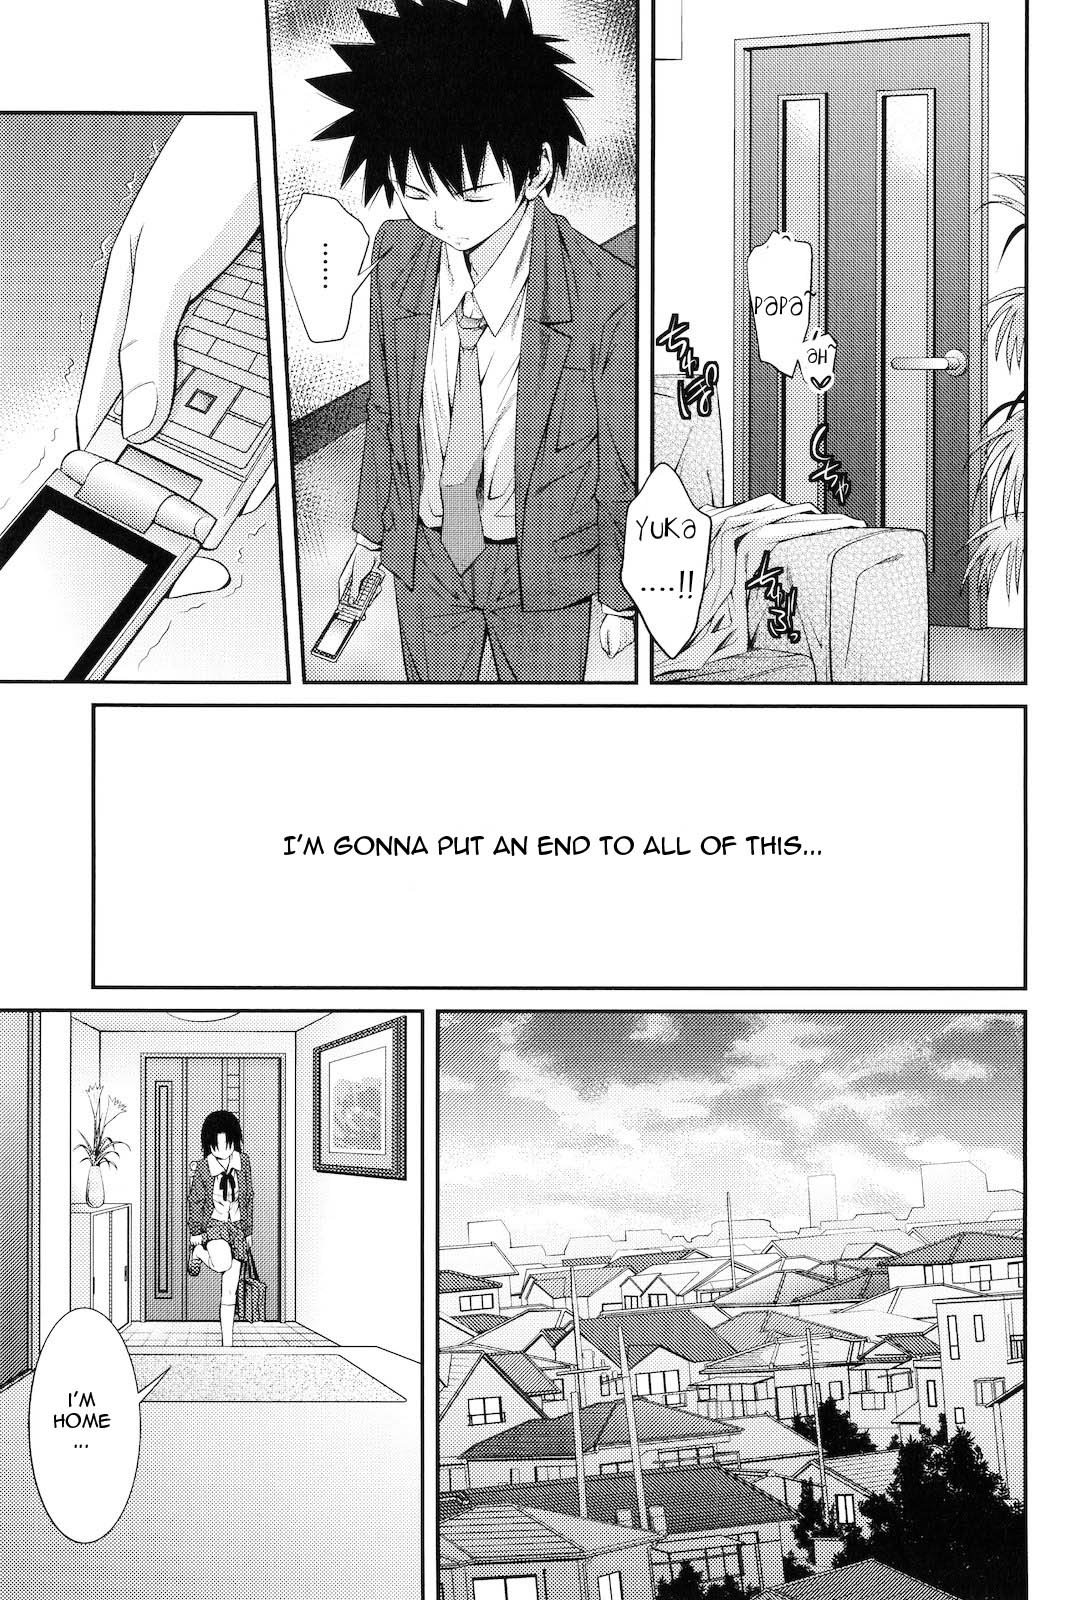 PAPA~
AH~♥
YUKA
....!!
......
I'M GONNA PUT AN END TO ALL OF THIS...
I'M
HOME
...